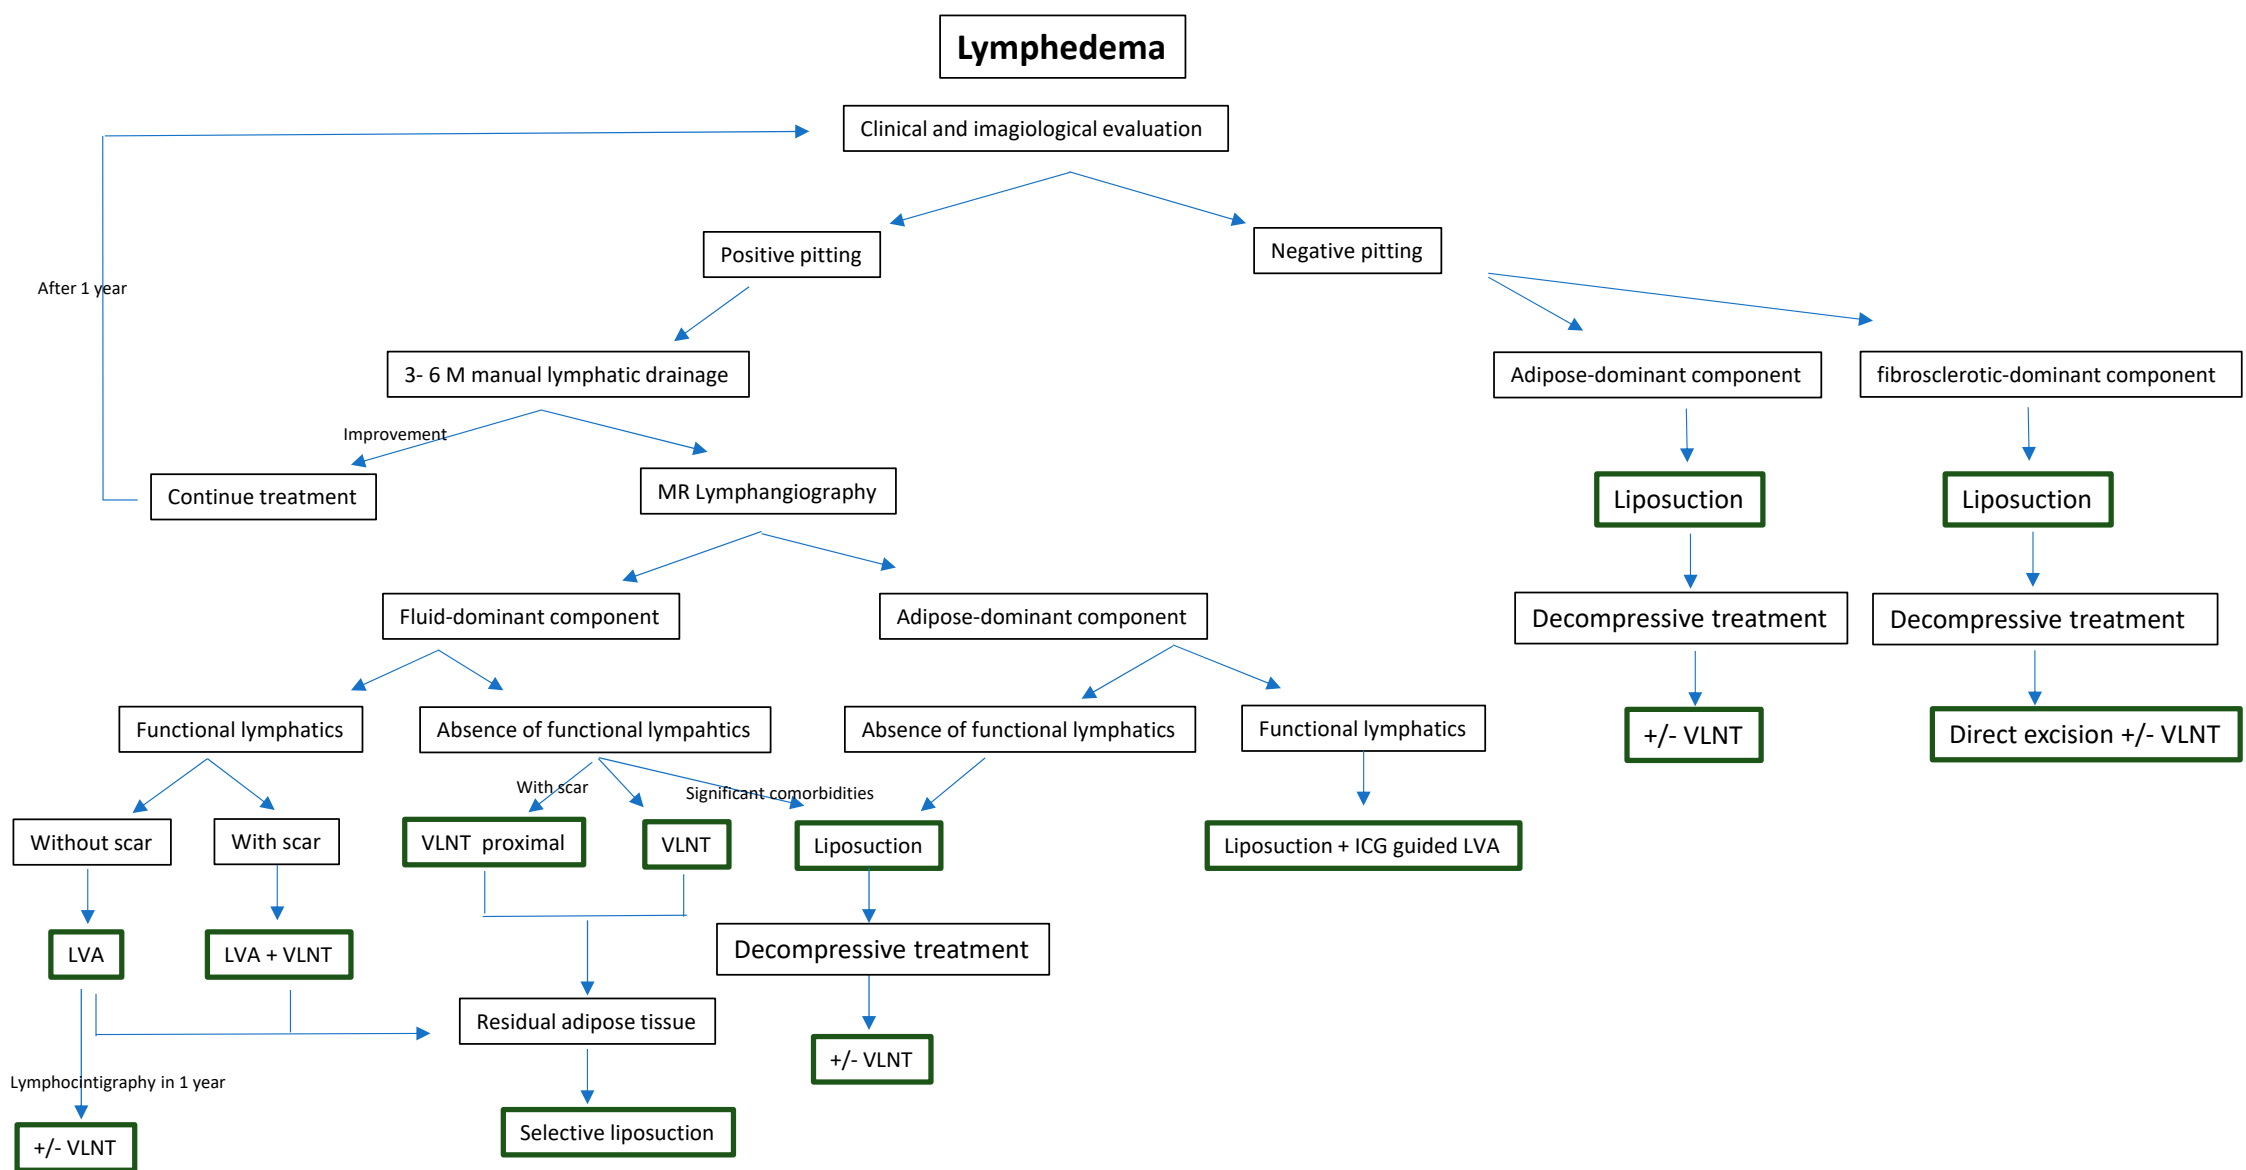 Lymphedema
Clinical and imagiological evaluation
Positive pitting
Negative pitting
After 1 year
3- 6 M manual lymphatic drainage
Adipose-dominant component
fibrosclerotic-dominant component
Improvement
Continue treatment
MR Lymphangiography
Liposuction
Liposuction
Fluid-dominant component
Adipose-dominant component
Decompressive treatment
Decompressive treatment
Functional lymphatics
Absence of functional lympahtics
Absence of functional lymphatics
Functional lymphatics
+/- VLNT
Direct excision +/- VLNT
With scar
Significant comorbidities
Without scar
With scar
VLNT proximal
VLNT
Liposuction
Liposuction + ICG guided LVA
LVA
LVA + VLNT
Decompressive treatment
Residual adipose tissue
+/- VLNT
Lymphocintigraphy in 1 year
+/- VLNT
Selective liposuction